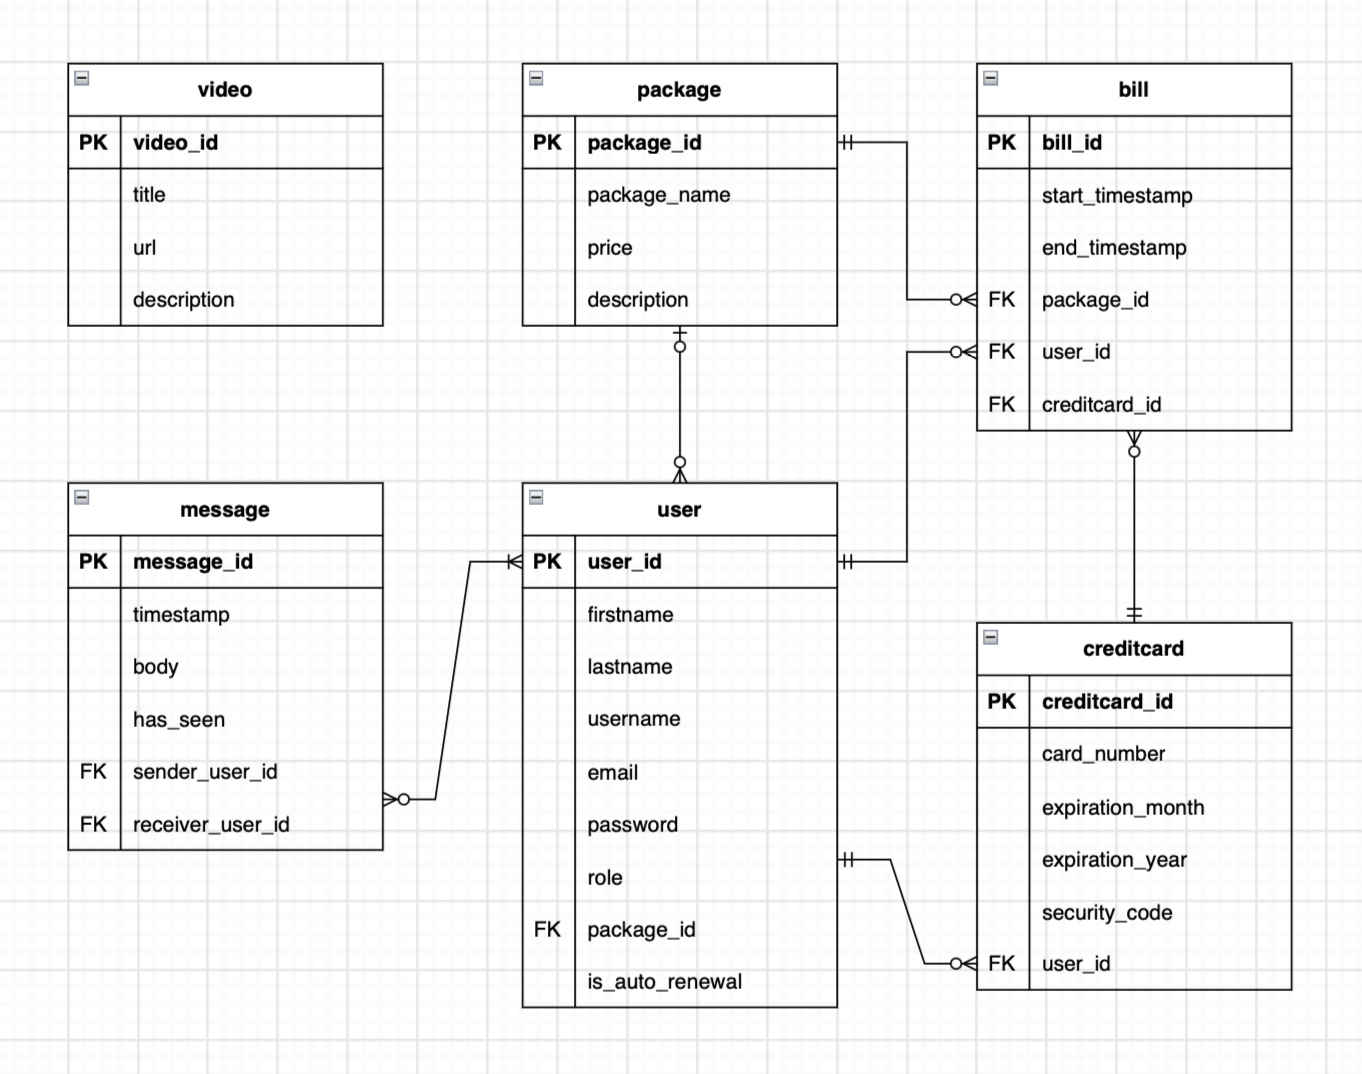 video
PK video_id
title
url
description
package
PK package_id
package_name
price
description
bill
PK bill_id
start_timestamp
end_timestamp
FK package_id
FK user_id
FK creditcard_id
message
PK message_id
timestamp
body
has_seen
FK sender_user_id
FK receiver_user_id
user
PK user_id
firstname
lastname
username
email
password
role
FK package_id
is_auto_renewal
creditcard
PK creditcard_id
card_number
expiration_month
expiration_year
security_code
FK user_id